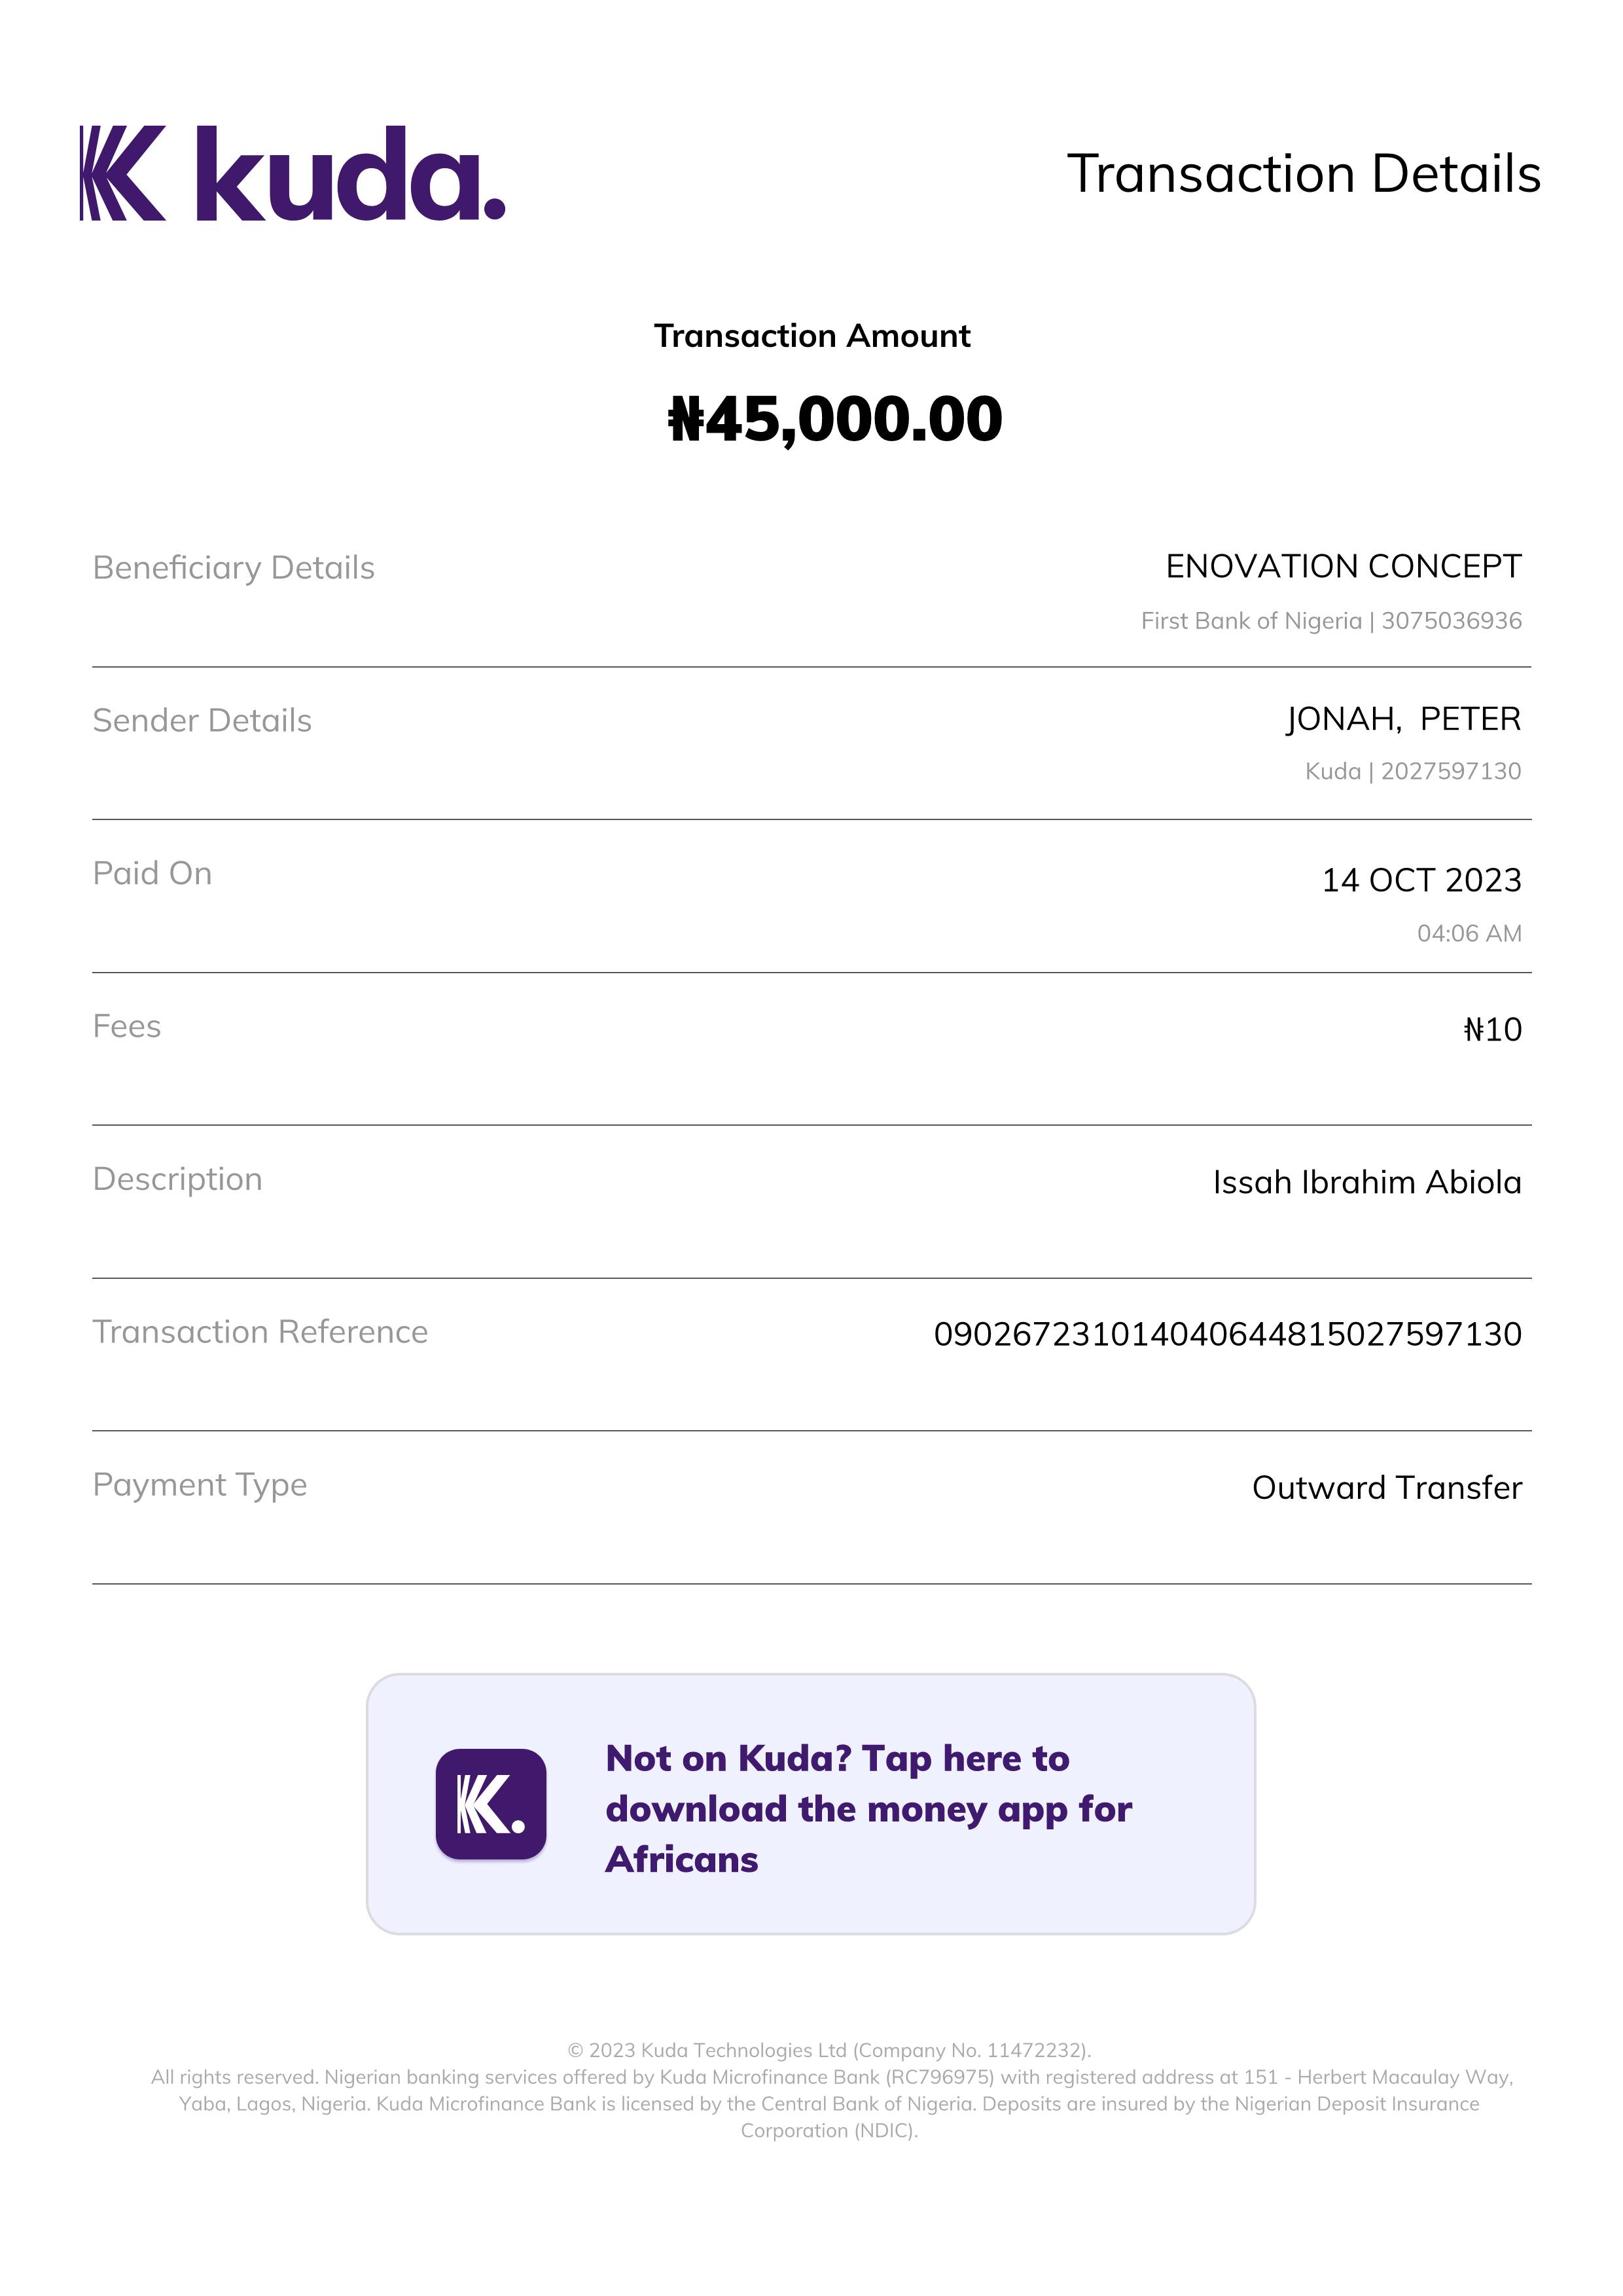 kuda.
Transaction Details
Transaction Amount
₦45,000.00
Beneficiary Details
ENOVATION CONCEPT
First Bank of Nigeria | 3075036936
Sender Details
JONAH,  PETER
Kuda | 2027597130
Paid On
14 OCT 2023
04:06 AM
Fees
₦10
Description
Issah Ibrahim Abiola
Transaction Reference
090267231014040644815027597130
Payment Type
Outward Transfer
K.
Not on Kuda? Tap here to
download the money app for
Africans
© 2023 Kuda Technologies Ltd (Company No. 11472232).
All rights reserved. Nigerian banking services offered by Kuda Microfinance Bank (RC796975) with registered address at 151 - Herbert Macaulay Way,
Yaba, Lagos, Nigeria. Kuda Microfinance Bank is licensed by the Central Bank of Nigeria. Deposits are insured by the Nigerian Deposit Insurance
Corporation (NDIC).